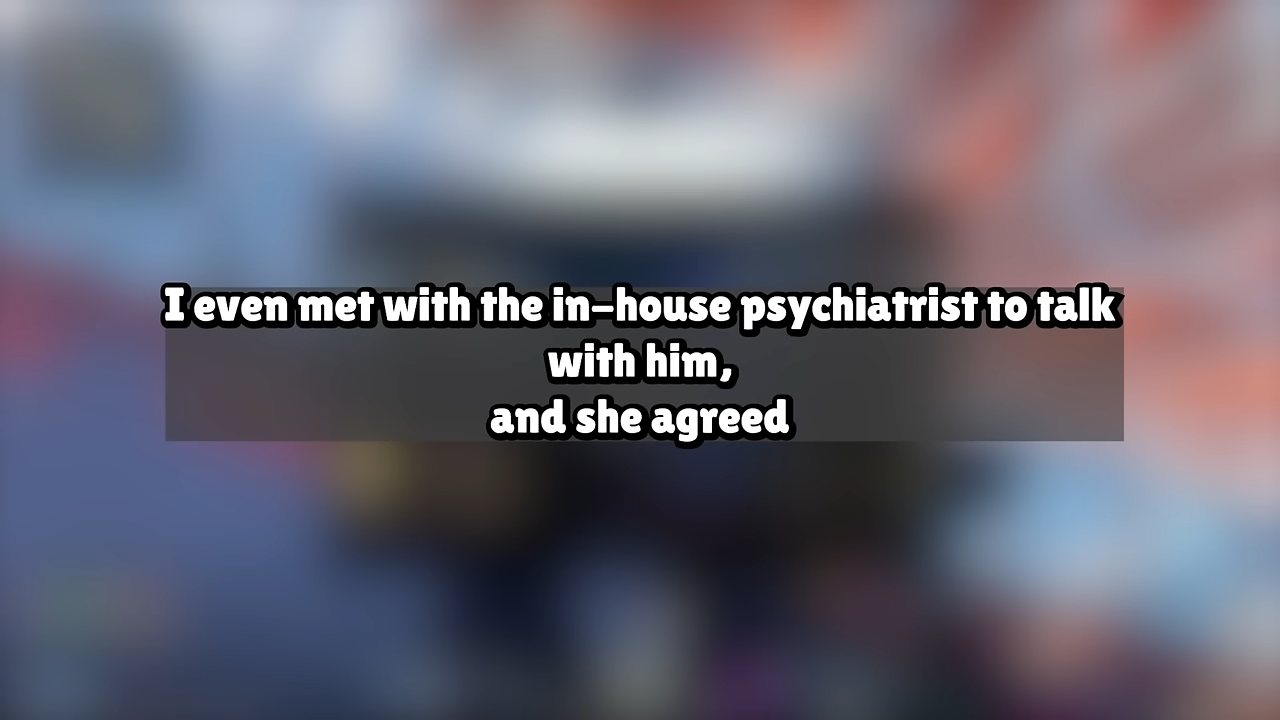 I even met with the in-house psychiatrist to talk
with him,
and she agreed